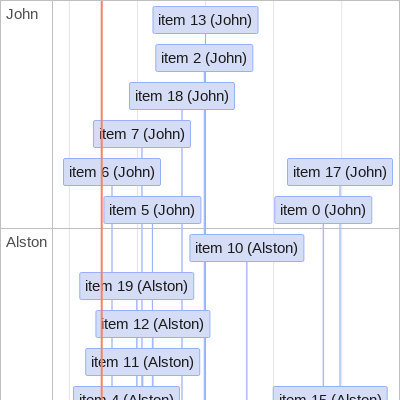 John
item 13 (John)
item 2 (John)
item 18 (John)
item 7 (John)
item 6 (John)
item 17 (John)
item 5 (John)
item 0 (John)
Alston
item 10 (Alston)
item 19 (Alston)
item 12 (Alston)
item 11 (Alston)
item 4 (Alston)
item 15 (Alston)